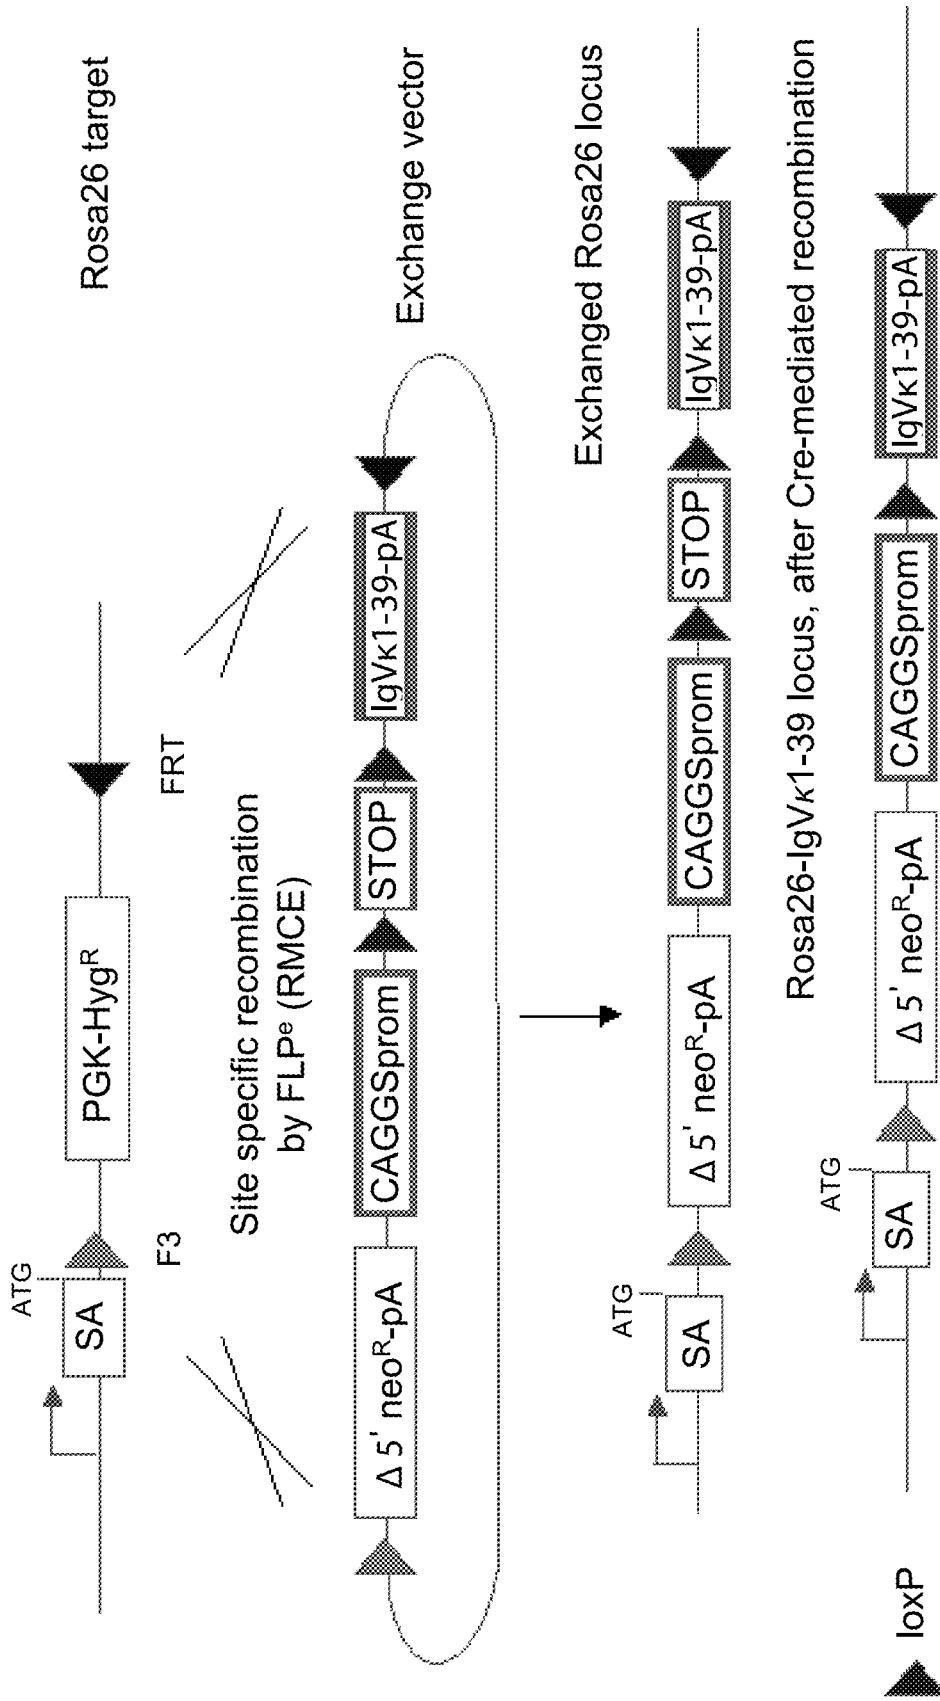 Rosa26 target
ATG
SA
F3
PGK-Hyg^R
FRT
Site specific recombination
by FLP^e (RMCE)
Exchange vector
Δ 5' neo^R-pA
CAGGSprom
STOP
IgVκ1-39-pA
Exchanged Rosa26 locus
ATG
SA
Δ 5' neo^R-pA
CAGGSprom
STOP
IgVκ1-39-pA
Rosa26-IgVκ1-39 locus, after Cre-mediated recombination
ATG
SA
Δ 5' neo^R-pA
CAGGSprom
IgVκ1-39-pA
loxP